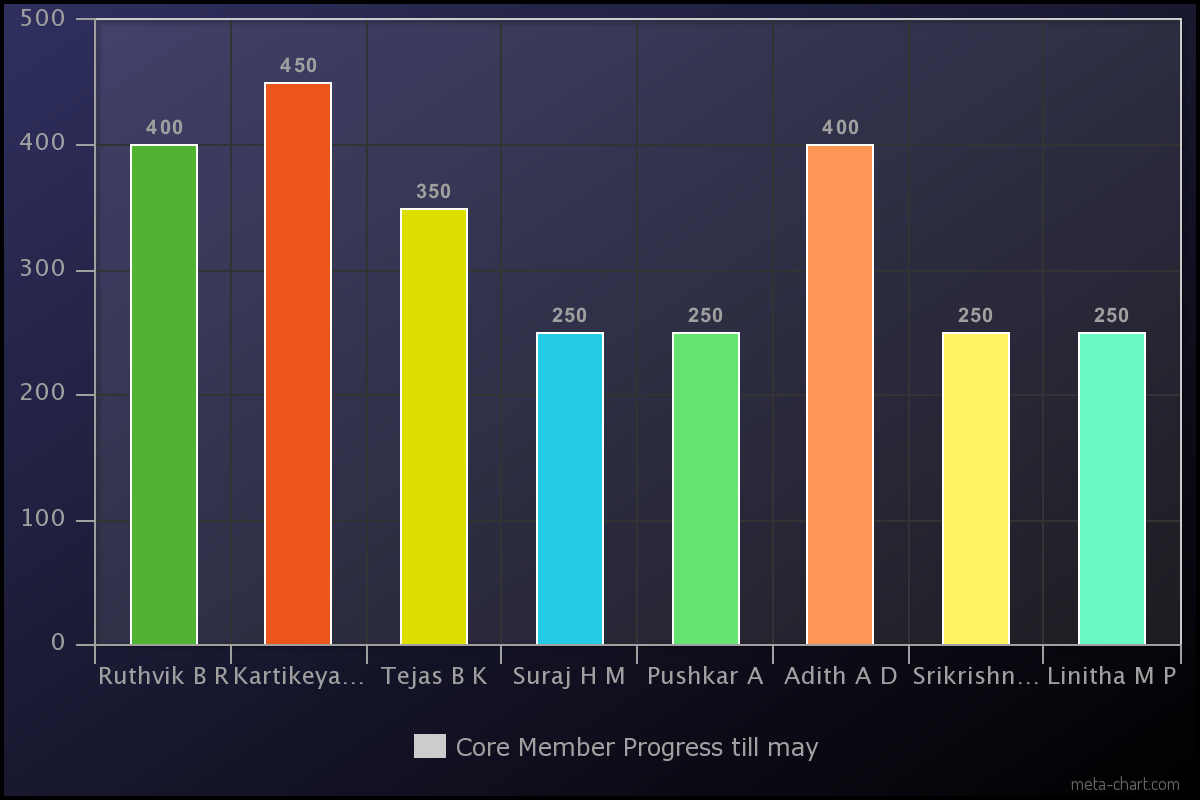 500
400
300
200
100
0
400
450
350
250
250
400
250
250
Ruthvik B R
Kartikeya...
Tejas B K
Suraj H M
Pushkar A
Adith A D
Srikrishn...
Linitha M P
Core Member Progress till may
meta-chart.com